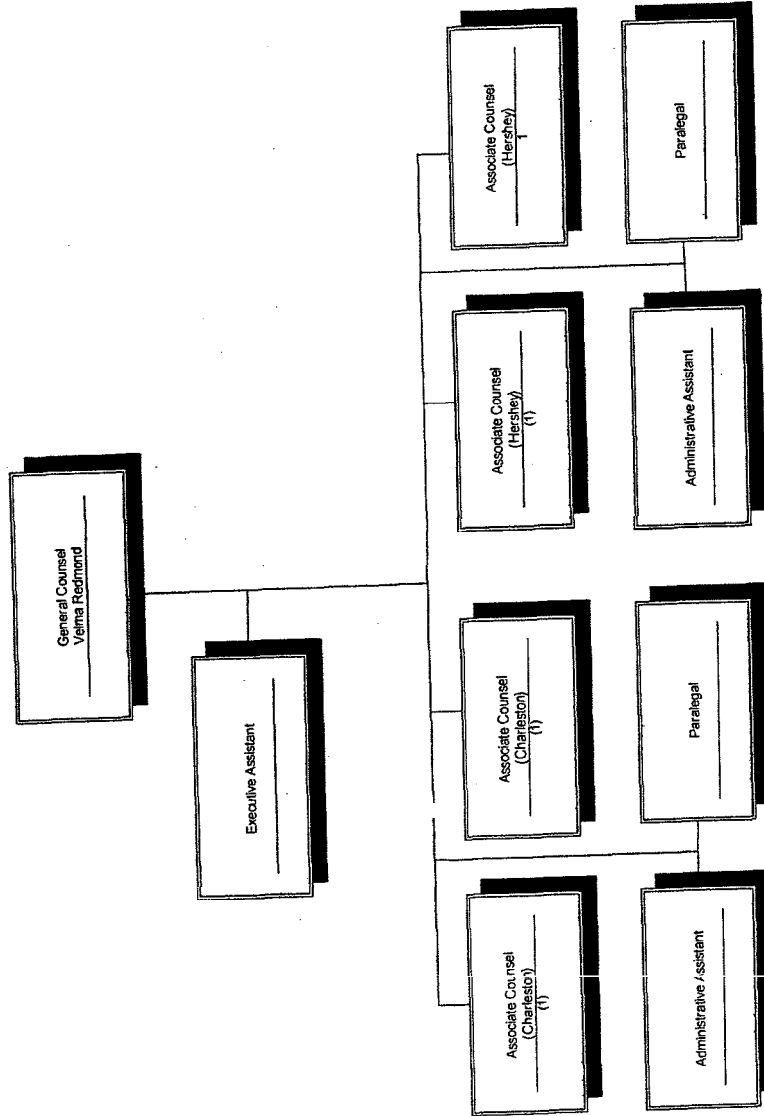 General Counsel
Velma Redmond
Executive Assistant
Associate Counsel
(Charleston)
(1)
Associate Counsel
(Charleston)
(1)
Associate Counsel
(Hershey)
(1)
Associate Counsel
(Hershey)
1
Administrative Assistant
Paralegal
Administrative Assistant
Paralegal